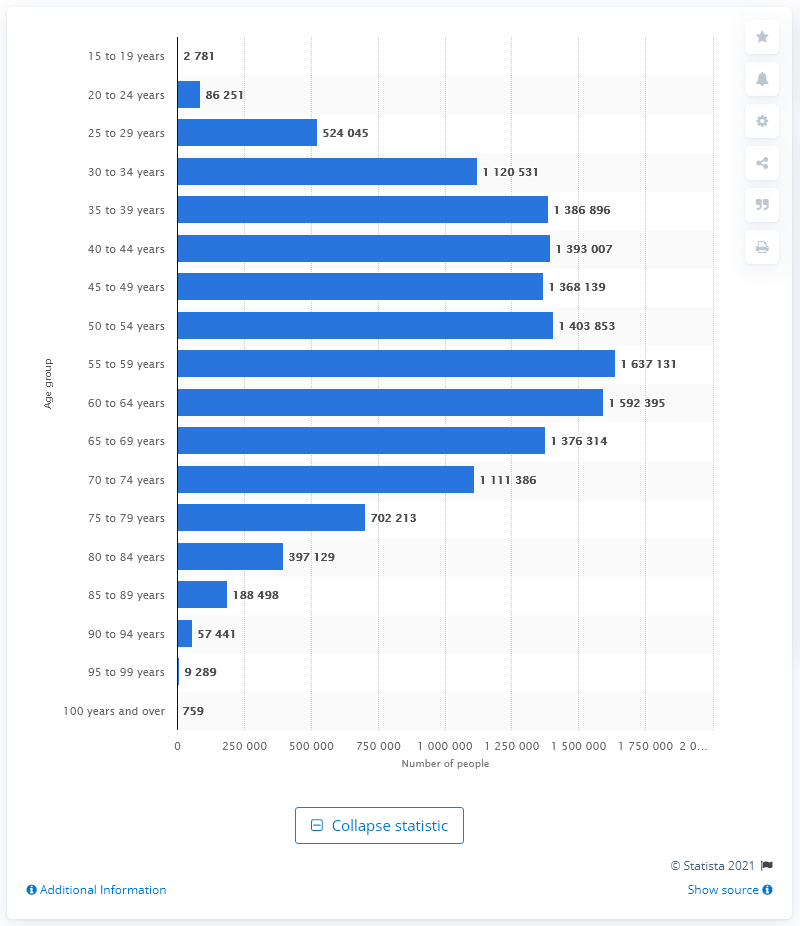 15 to 19 years 2 781
20 to 24 years 86 251
25 to 29 years 524 045
30 to 34 years 1 120 531
35 to 39 years 1 386 896
40 to 44 years 1 393 007
45 to 49 years 1 368 139
50 to 54 years 1 403 853
Age group
55 to 59 years 1 637 131
60 to 64 years 1 592 395
65 to 69 years 1 376 314
70 to 74 years 1 111 386
75 to 79 years 702 213
80 to 84 years 397 129
85 to 89 years 188 498
90 to 94 years 57 441
95 to 99 years 9 289
100 years and over 759
0 250 000 500 000 750 000 1 000 000 1 250 000 1 500 000 1 750 000 2 0...
Number of people
Collapse statistic
© Statista 2021
Additional Information Show source